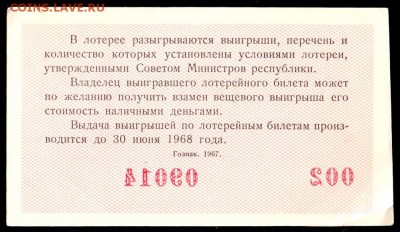 COINS.LAVE.RU
В лотерее разыгрываются выигрыши, перечень и
количество которых установлены условиями лотереи,
утвержденными Советом Министров республики.
Владелец выигравшего лотерейного билета может
по желанию получить взамен вещевого выигрыша его
стоимость наличными деньгами.
Выдача выигрышей по лотерейным билетам произ-
водится до 30 июня 1968 года.
Гознак. 1967.
09014 002